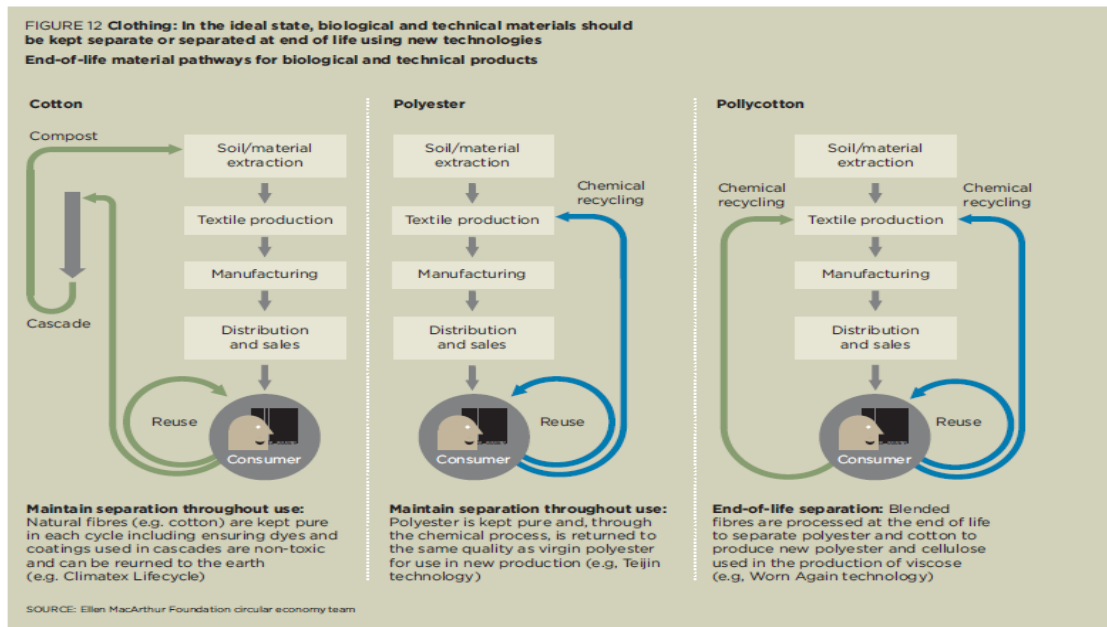 FIGURE 12 Clothing: In the ideal state, biological and technical materials should
be kept separate or separated at end of life using new technologies
End-of-life material pathways for biological and technical products
Cotton
Compost
Soil/material
extraction
Textile production
Manufacturing
Cascade
Distribution
and sales
Reuse
Consumer
Maintain separation throughout use:
Natural fibres (e.g. cotton) are kept pure
in each cycle including ensuring dyes and
coatings used in cascades are non-toxic
and can be reurned to the earth
(e.g. Climatex Lifecycle)
Polyester
Soil/material
extraction
Chemical
recycling
Textile production
Manufacturing
Distribution
and sales
Reuse
Consumer
Maintain separation throughout use:
Polyester is kept pure and, through
the chemical process, is returned to
the same quality as virgin polyester
for use in new production (e.g, Teijin
technology)
Pollycotton
Soil/material
extraction
Chemical
recycling
Chemical
recycling
Textile production
Manufacturing
Distribution
and sales
Reuse
Consumer
End-of-life separation: Blended
fibres are processed at the end of life
to separate polyester and cotton to
produce new polyester and cellulose
used in the production of viscose
(e.g, Worn Again technology)
SOURCE: Ellen MacArthur Foundation circular economy team